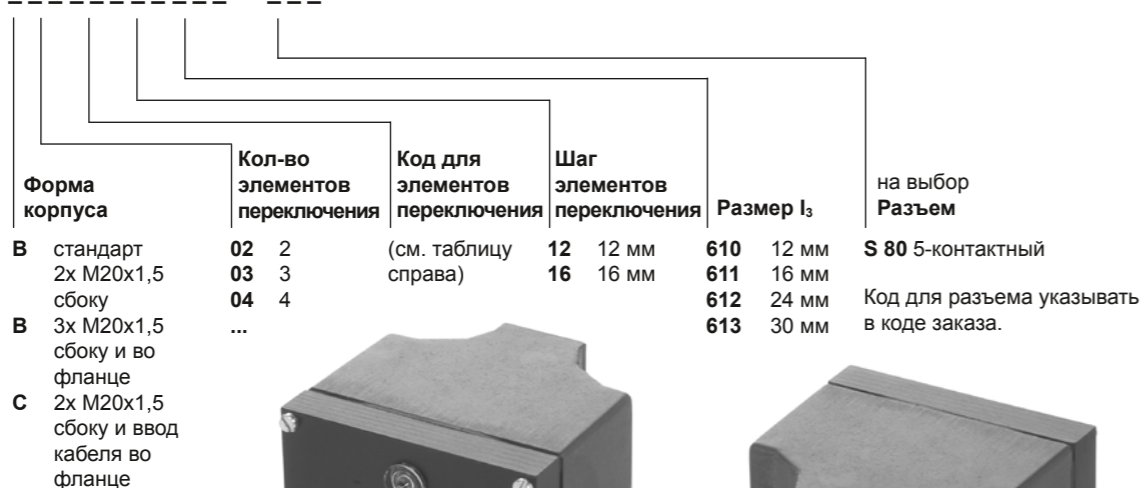 Форма
корпуса
B стандарт
2x M20x1,5
сбоку
B 3x M20x1,5
сбоку и во
фланце
C 2x M20x1,5
сбоку и ввод
кабеля во
фланце
Кол-во
элементов
переключения
02 2
03 3
04 4
...
Код для
элементов
переключения
(см. таблицу
справа)
Шаг
элементов
переключения
12 12 мм
16 16 мм
Размер l₃
610 12 мм
611 16 мм
612 24 мм
613 30 мм
на выбор
Разъем
S 80 5-контактный
Код для разъема указывать
в коде заказа.